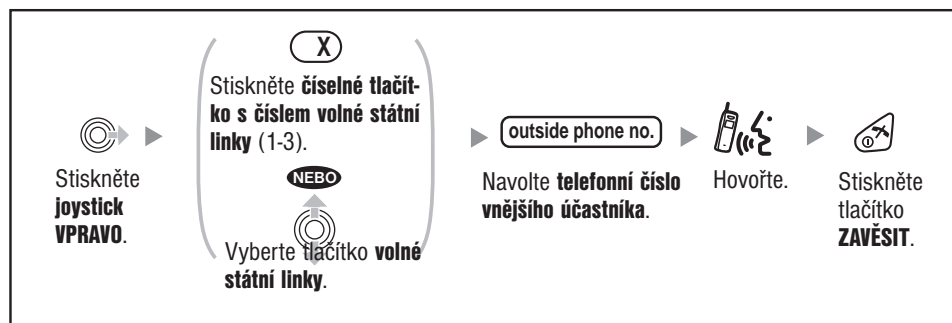 Stiskněte
joystick
VPRAVO.
X
Stiskněte číselné tlačít-
ko s číslem volné státní
linky (1-3).
NEBO
Vyberte tlačítko volné
státní linky.
outside phone no.
Navolte telefonní číslo
vnějšího účastníka.
Hovořte.
Stiskněte
tlačítko
ZAVĚSIT.